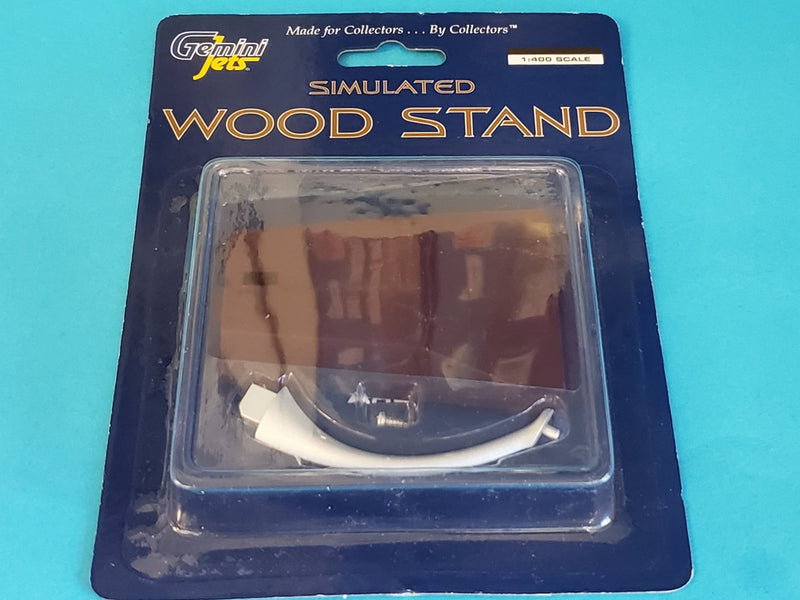 Gemini
Jets
Made for Collectors . . . By Collectors™
1:400 SCALE
SIMULATED
WOOD STAND